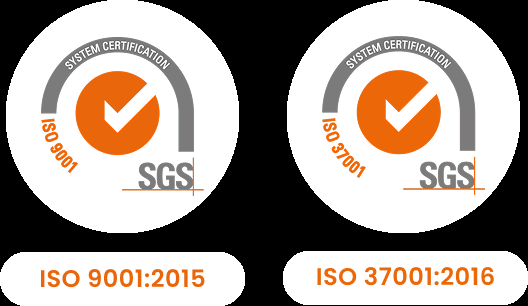 SYSTEM CERTIFICATION
ISO 9001
SGS
ISO 9001:2015
SYSTEM CERTIFICATION
ISO 37001
SGS
ISO 37001:2016